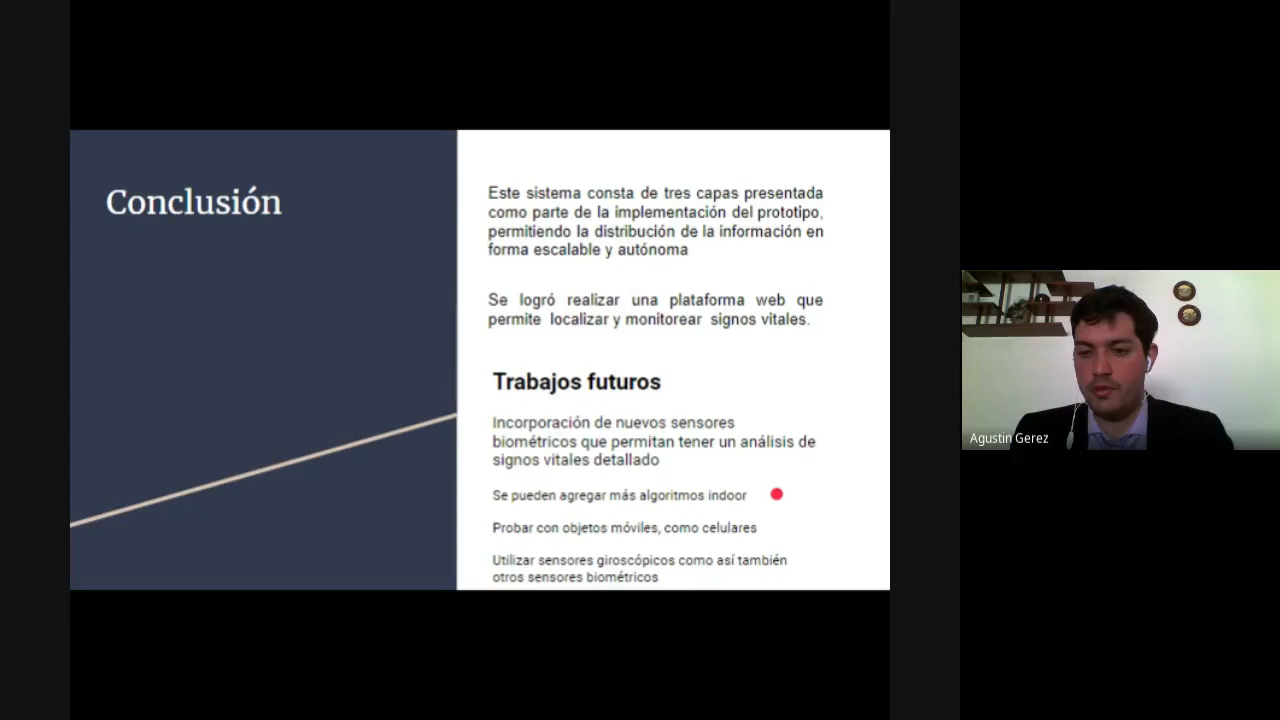 Conclusión
Este sistema consta de tres capas presentada
como parte de la implementación del prototipo,
permitiendo la distribución de la información en
forma escalable y autónoma
Se logró realizar una plataforma web que
permite localizar y monitorear signos vitales.
Trabajos futuros
Incorporación de nuevos sensores
biométricos que permitan tener un análisis de
signos vitales detallado
Se pueden agregar más algoritmos indoor
Probar con objetos móviles, como celulares
Utilizar sensores giroscópicos como así también
otros sensores biométricos
Agustin Gerez